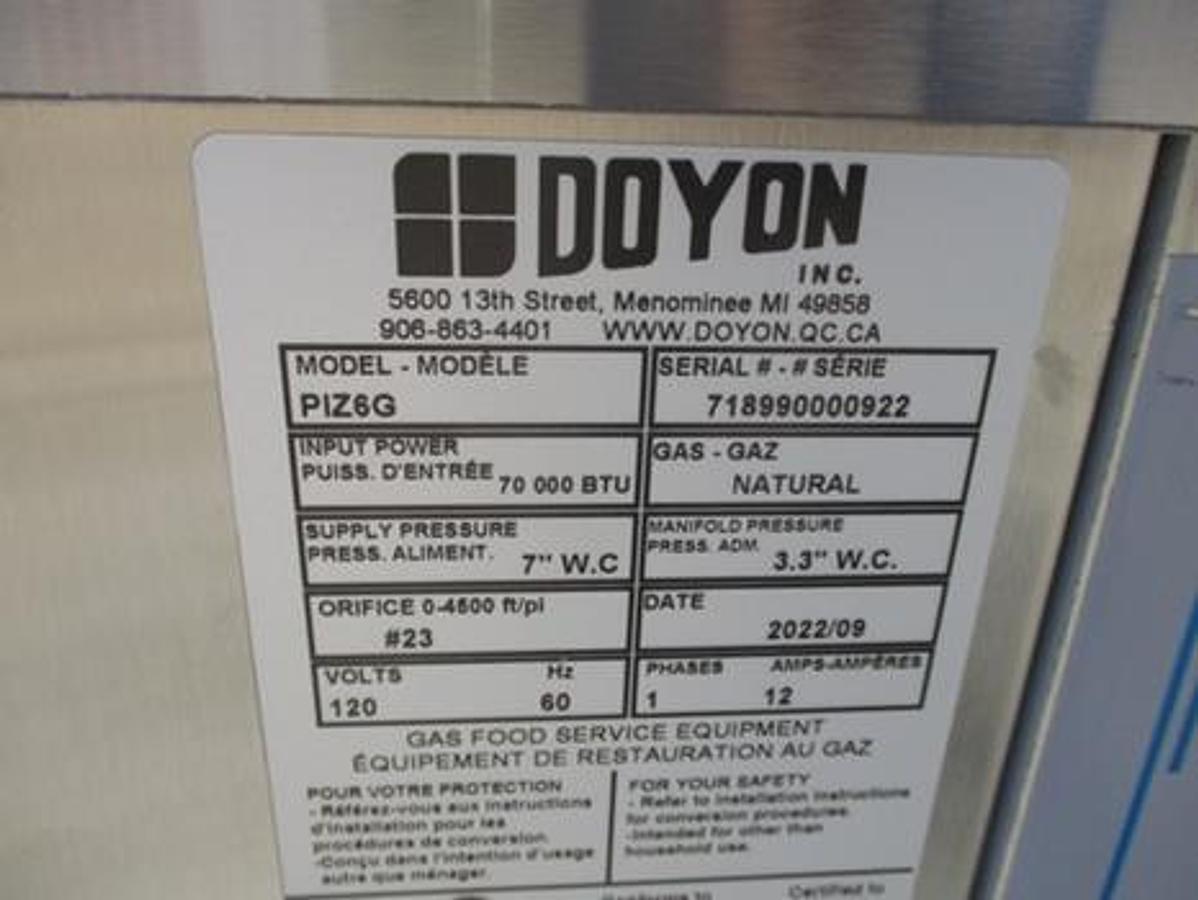 DOYON
INC.
5600 13th Street, Menominee MI 49858
906-863-4401 WWW.DOYON.QC.CA
MODEL - MODÈLE
PIZ6G
SERIAL # - # SÉRIE
718990000922
INPUT POWER
PUISS. D'ENTRÉE 70 000 BTU
GAS - GAZ
NATURAL
SUPPLY PRESSURE
PRESS. ALIMENT. 7" W.C
MANIFOLD PRESSURE
PRESS. ADM. 3.3" W.C.
ORIFICE 0-4500 ft/pi
#23
DATE
2022/09
VOLTS Hz
120 60
PHASES AMPS-AMPÈRES
1 12
GAS FOOD SERVICE EQUIPMENT
ÉQUIPEMENT DE RESTAURATION AU GAZ
POUR VOTRE PROTECTION
- Référez-vous aux instructions
d'installation pour les
procédures de conversion.
-Conçu dans l'intention d'usage
autre que ménager.
FOR YOUR SAFETY
- Refer to installation instructions
for conversion procedures.
-Intended for other than
household use.
Conforms to
Certified to